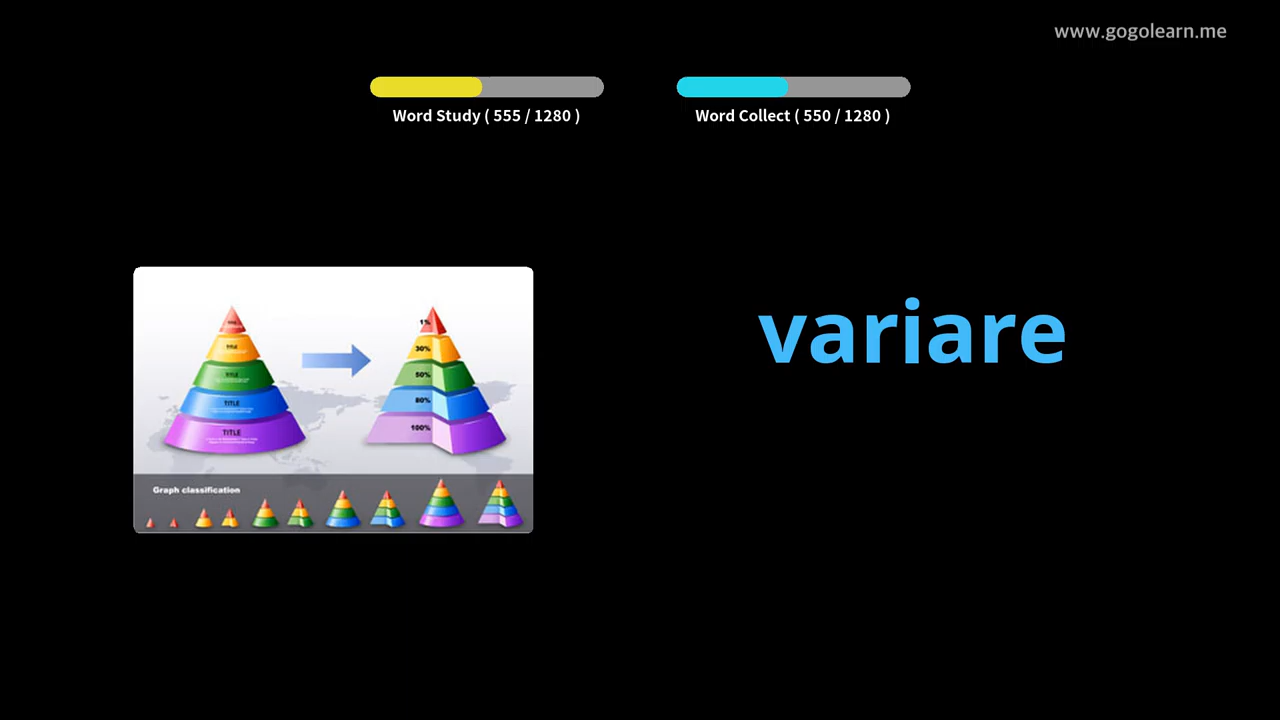 www.gogolearn.me
Word Study ( 555 / 1280 )
Word Collect ( 550 / 1280 )
variare
TITLE
TITLE
TITLE
TITLE
1%
30%
50%
80%
100%
Graph classification